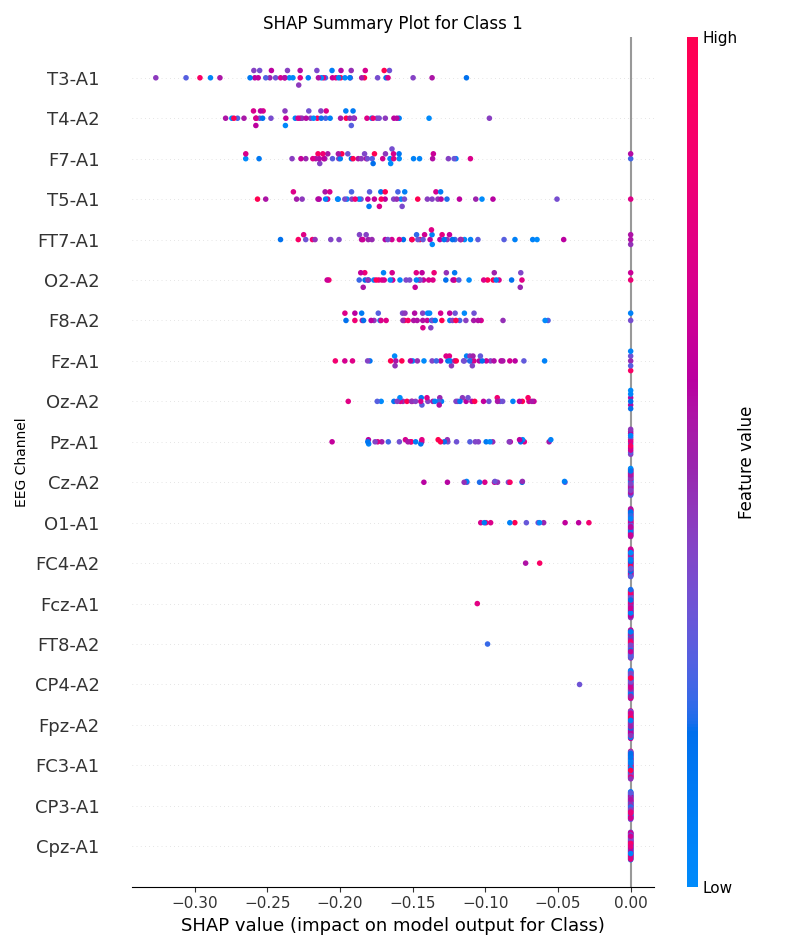 SHAP Summary Plot for Class 1
High
T3-A1
T4-A2
F7-A1
T5-A1
FT7-A1
O2-A2
F8-A2
Fz-A1
Oz-A2
Pz-A1
Cz-A2
O1-A1
FC4-A2
Fcz-A1
FT8-A2
CP4-A2
Fpz-A2
FC3-A1
CP3-A1
Cpz-A1
EEG Channel
Feature value
Low
−0.30 −0.25 −0.20 −0.15 −0.10 −0.05 0.00
SHAP value (impact on model output for Class)